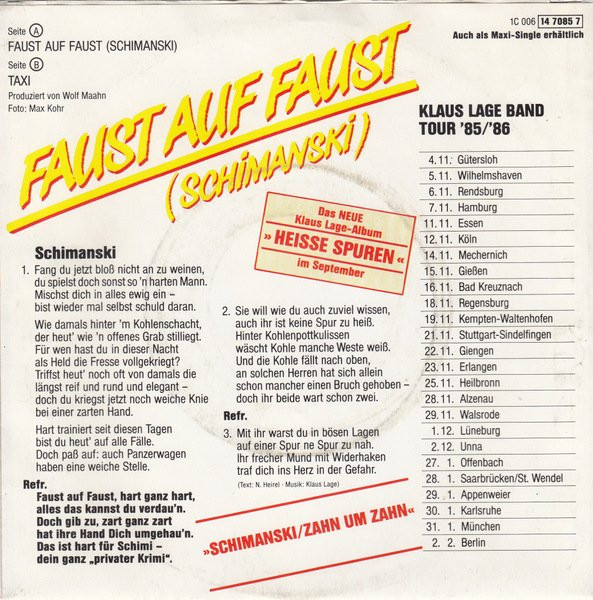 Seite A
FAUST AUF FAUST (SCHIMANSKI)
Seite B
TAXI
Produziert von Wolf Maahn
Foto: Max Kohr
1C 006 14 7085 7
Auch als Maxi-Single erhältlich
FAUST AUF FAUST
(SCHiMANSKi)
Das NEUE
Klaus Lage-Album
» HEISSE SPUREN «
im September
Schimanski
1. Fang du jetzt bloß nicht an zu weinen,
du spielst doch sonst so 'n harten Mann.
Mischst dich in alles ewig ein –
bist wieder mal selbst schuld daran.
Wie damals hinter 'm Kohlenschacht,
der heut' wie 'n offenes Grab stilliegt.
Für wen hast du in dieser Nacht
als Held die Fresse vollgekriegt?
Triffst heut' noch oft von damals die
längst reif und rund und elegant –
doch du kriegst jetzt noch weiche Knie
bei einer zarten Hand.
Hart trainiert seit diesen Tagen
bist du heut' auf alle Fälle.
Doch paß auf: auch Panzerwagen
haben eine weiche Stelle.
Refr.
Faust auf Faust, hart ganz hart,
alles das kannst du verdau'n.
Doch gib zu, zart ganz zart
hat ihre Hand Dich umgehau'n.
Das ist hart für Schimi –
dein ganz „privater Krimi“.
2. Sie will wie du auch zuviel wissen,
auch ihr ist keine Spur zu heiß.
Hinter Kohlenpottkulissen
wäscht Kohle manche Weste weiß.
Und die Kohle fällt nach oben,
an solchen Herren hat sich allein
schon mancher einen Bruch gehoben –
doch ihr beide wart schon zwei.
Refr.
3. Mit ihr warst du in bösen Lagen
auf einer Spur ne Spur zu nah.
Ihr frecher Mund mit Widerhaken
traf dich ins Herz in der Gefahr.
(Text: N. Heirel · Musik: Klaus Lage)
»SCHIMANSKI/ZAHN UM ZAHN«
KLAUS LAGE BAND
TOUR '85/'86
4. 11. Gütersloh
5. 11. Wilhelmshaven
6. 11. Rendsburg
7. 11. Hamburg
11. 11. Essen
12. 11. Köln
14. 11. Mechernich
15. 11. Gießen
16. 11. Bad Kreuznach
18. 11. Regensburg
19. 11. Kempten-Waltenhofen
21. 11. Stuttgart-Sindelfingen
22. 11. Giengen
23. 11. Erlangen
25. 11. Heilbronn
28. 11. Alzenau
29. 11. Walsrode
1. 12. Lüneburg
2. 12. Unna
27. 1. Offenbach
28. 1. Saarbrücken/St. Wendel
29. 1. Appenweier
30. 1. Karlsruhe
31. 1. München
2. 2. Berlin